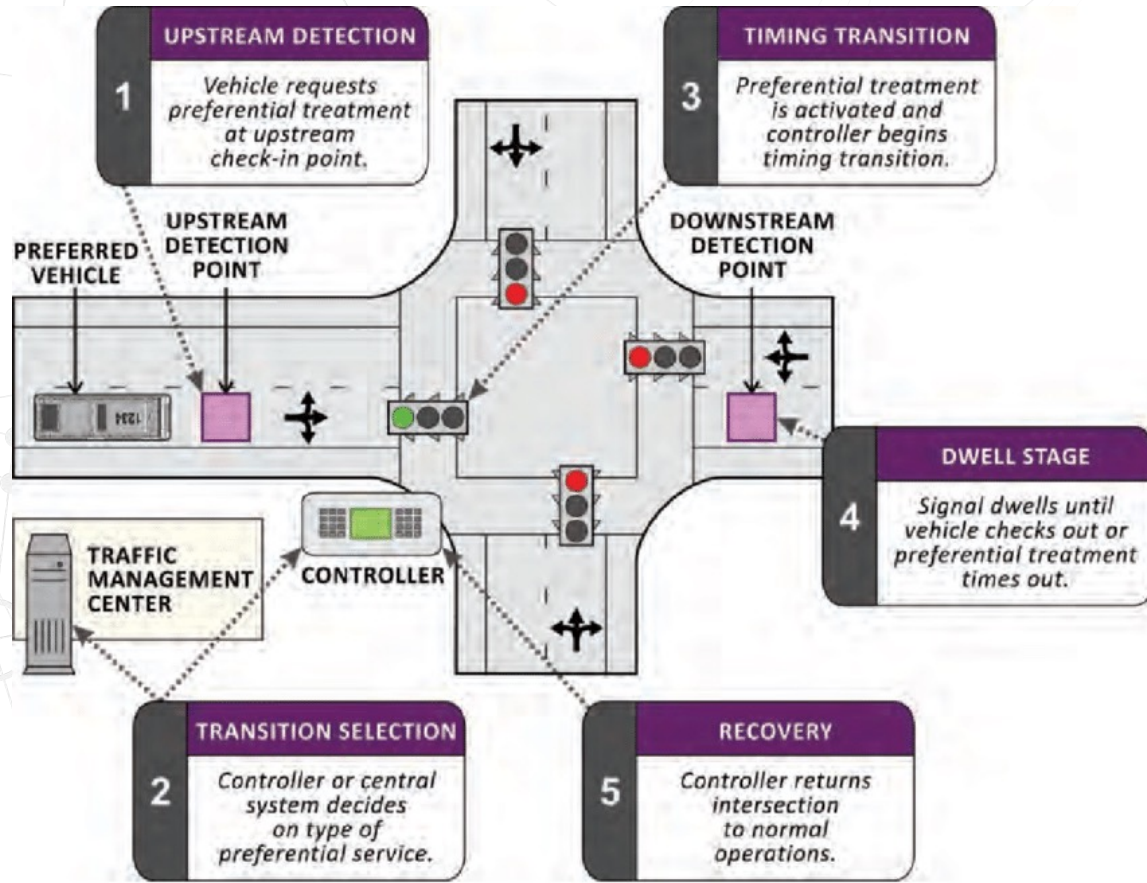 1
UPSTREAM DETECTION
Vehicle requests
preferential treatment
at upstream
check-in point.
3
TIMING TRANSITION
Preferential treatment
is activated and
controller begins
timing transition.
PREFERRED
VEHICLE
UPSTREAM
DETECTION
POINT
DOWNSTREAM
DETECTION
POINT
1234
4
DWELL STAGE
Signal dwells until
vehicle checks out or
preferential treatment
times out.
TRAFFIC
MANAGEMENT
CENTER
CONTROLLER
2
TRANSITION SELECTION
Controller or central
system decides
on type of
preferential service.
5
RECOVERY
Controller returns
intersection
to normal
operations.